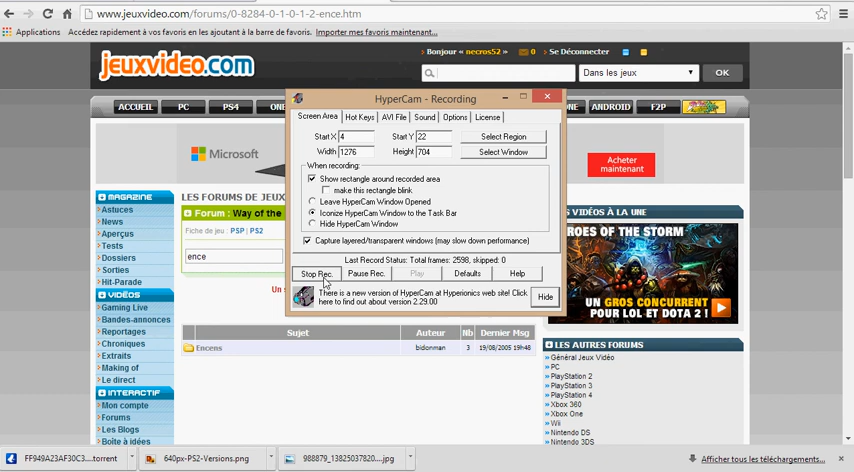 www.jeuxvideo.com/forums/0-8284-0-1-0-1-2-ence.htm
Applications Accédez rapidement à vos favoris en les ajoutant à la barre de favoris. Importer mes favoris maintenant...
jeuxvideo.com
Bonjour « necros52 » 0 Se Déconnecter
Dans les jeux OK
ACCUEIL PC PS4 ONE ANDROID F2P
Microsoft
Acheter
maintenant
MAGAZINE
Astuces
News
Aperçus
Tests
Dossiers
Sorties
Hit-Parade
VIDÉOS
Gaming Live
Bandes-annonces
Reportages
Chroniques
Extraits
Making of
Le direct
INTERACTIF
Mon compte
Forums
Les Blogs
Boîte à idées
LES FORUMS DE JEUXV
Forum : Way of the
Fiche de jeu : PSP | PS2
ence
Un s
HyperCam - Recording
Screen Area Hot Keys AVI File Sound Options License
Start X 4 Start Y 22 Select Region
Width 1276 Height 704 Select Window
When recording:
Show rectangle around recorded area
make this rectangle blink
Leave HyperCam Window Opened
Iconize HyperCam Window to the Task Bar
Hide HyperCam Window
Capture layered/transparent windows (may slow down performance)
Last Record Status: Total frames: 2598, skipped: 0
Stop Rec. Pause Rec. Play Defaults Help
There is a new version of HyperCam at Hyperionics web site! Click
here to find out about version 2.29.00
Hide
Sujet Auteur Nb Dernier Msg
Encens bidonman 3 19/08/2005 19h48
VIDÉOS À LA UNE
HEROES OF THE STORM
UN GROS CONCURRENT
POUR LOL ET DOTA 2 !
LES AUTRES FORUMS
Général Jeux Vidéo
PC
PlayStation 2
PlayStation 3
PlayStation 4
Xbox 360
Xbox One
Wii
Nintendo DS
Nintendo 3DS
FF949A23AF30C3....torrent 640px-PS2-Versions.png 988879_13825037820....jpg Afficher tous les téléchargements...